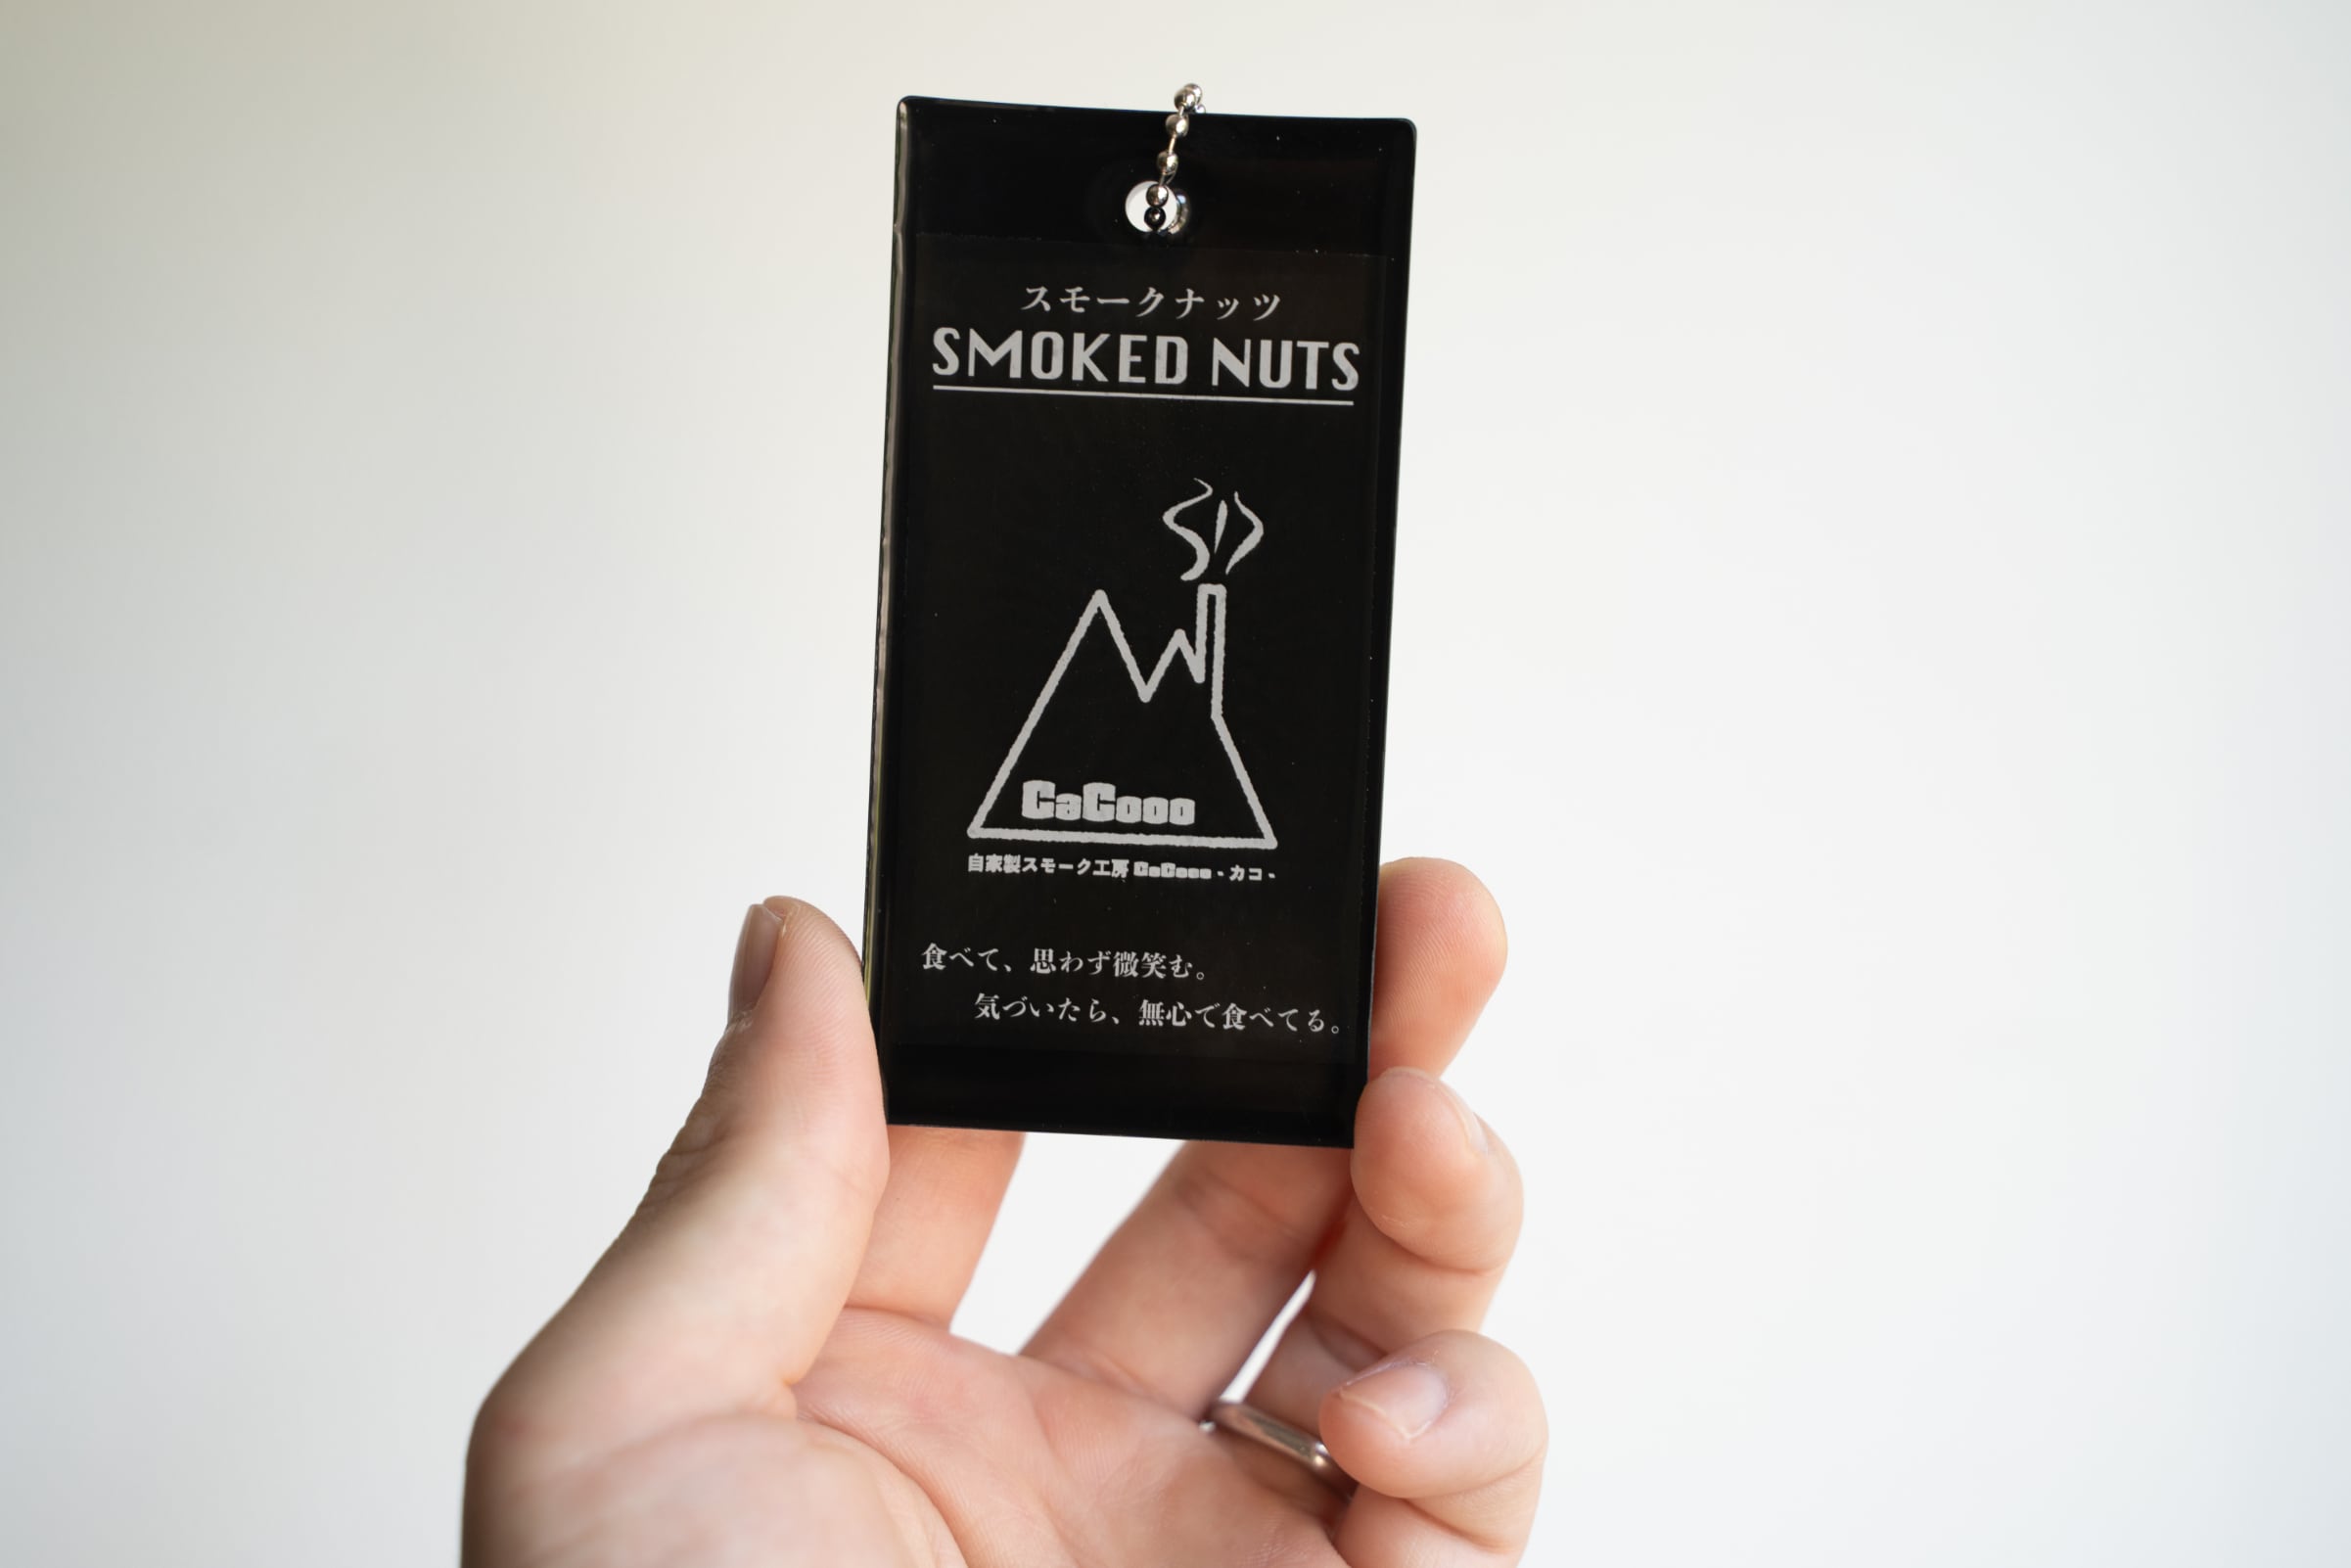 スモークナッツ
SMOKED NUTS
CaCooo
自家製スモーク工房 CaCooo - カコ -
食べて、思わず微笑む。
気づいたら、無心で食べてる。